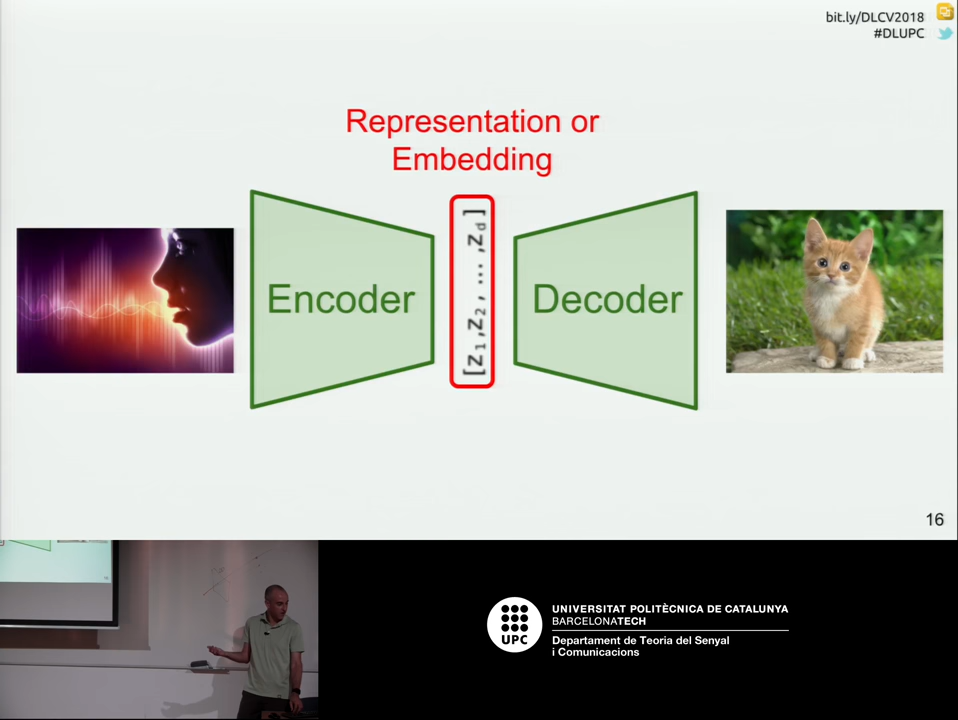 bit.ly/DLCV2018
#DLUPC
Representation or
Embedding
Encoder
[z1,z2, ... ,zd]
Decoder
16
UPC
UNIVERSITAT POLITÈCNICA DE CATALUNYA
BARCELONATECH
Departament de Teoria del Senyal
i Comunicacions